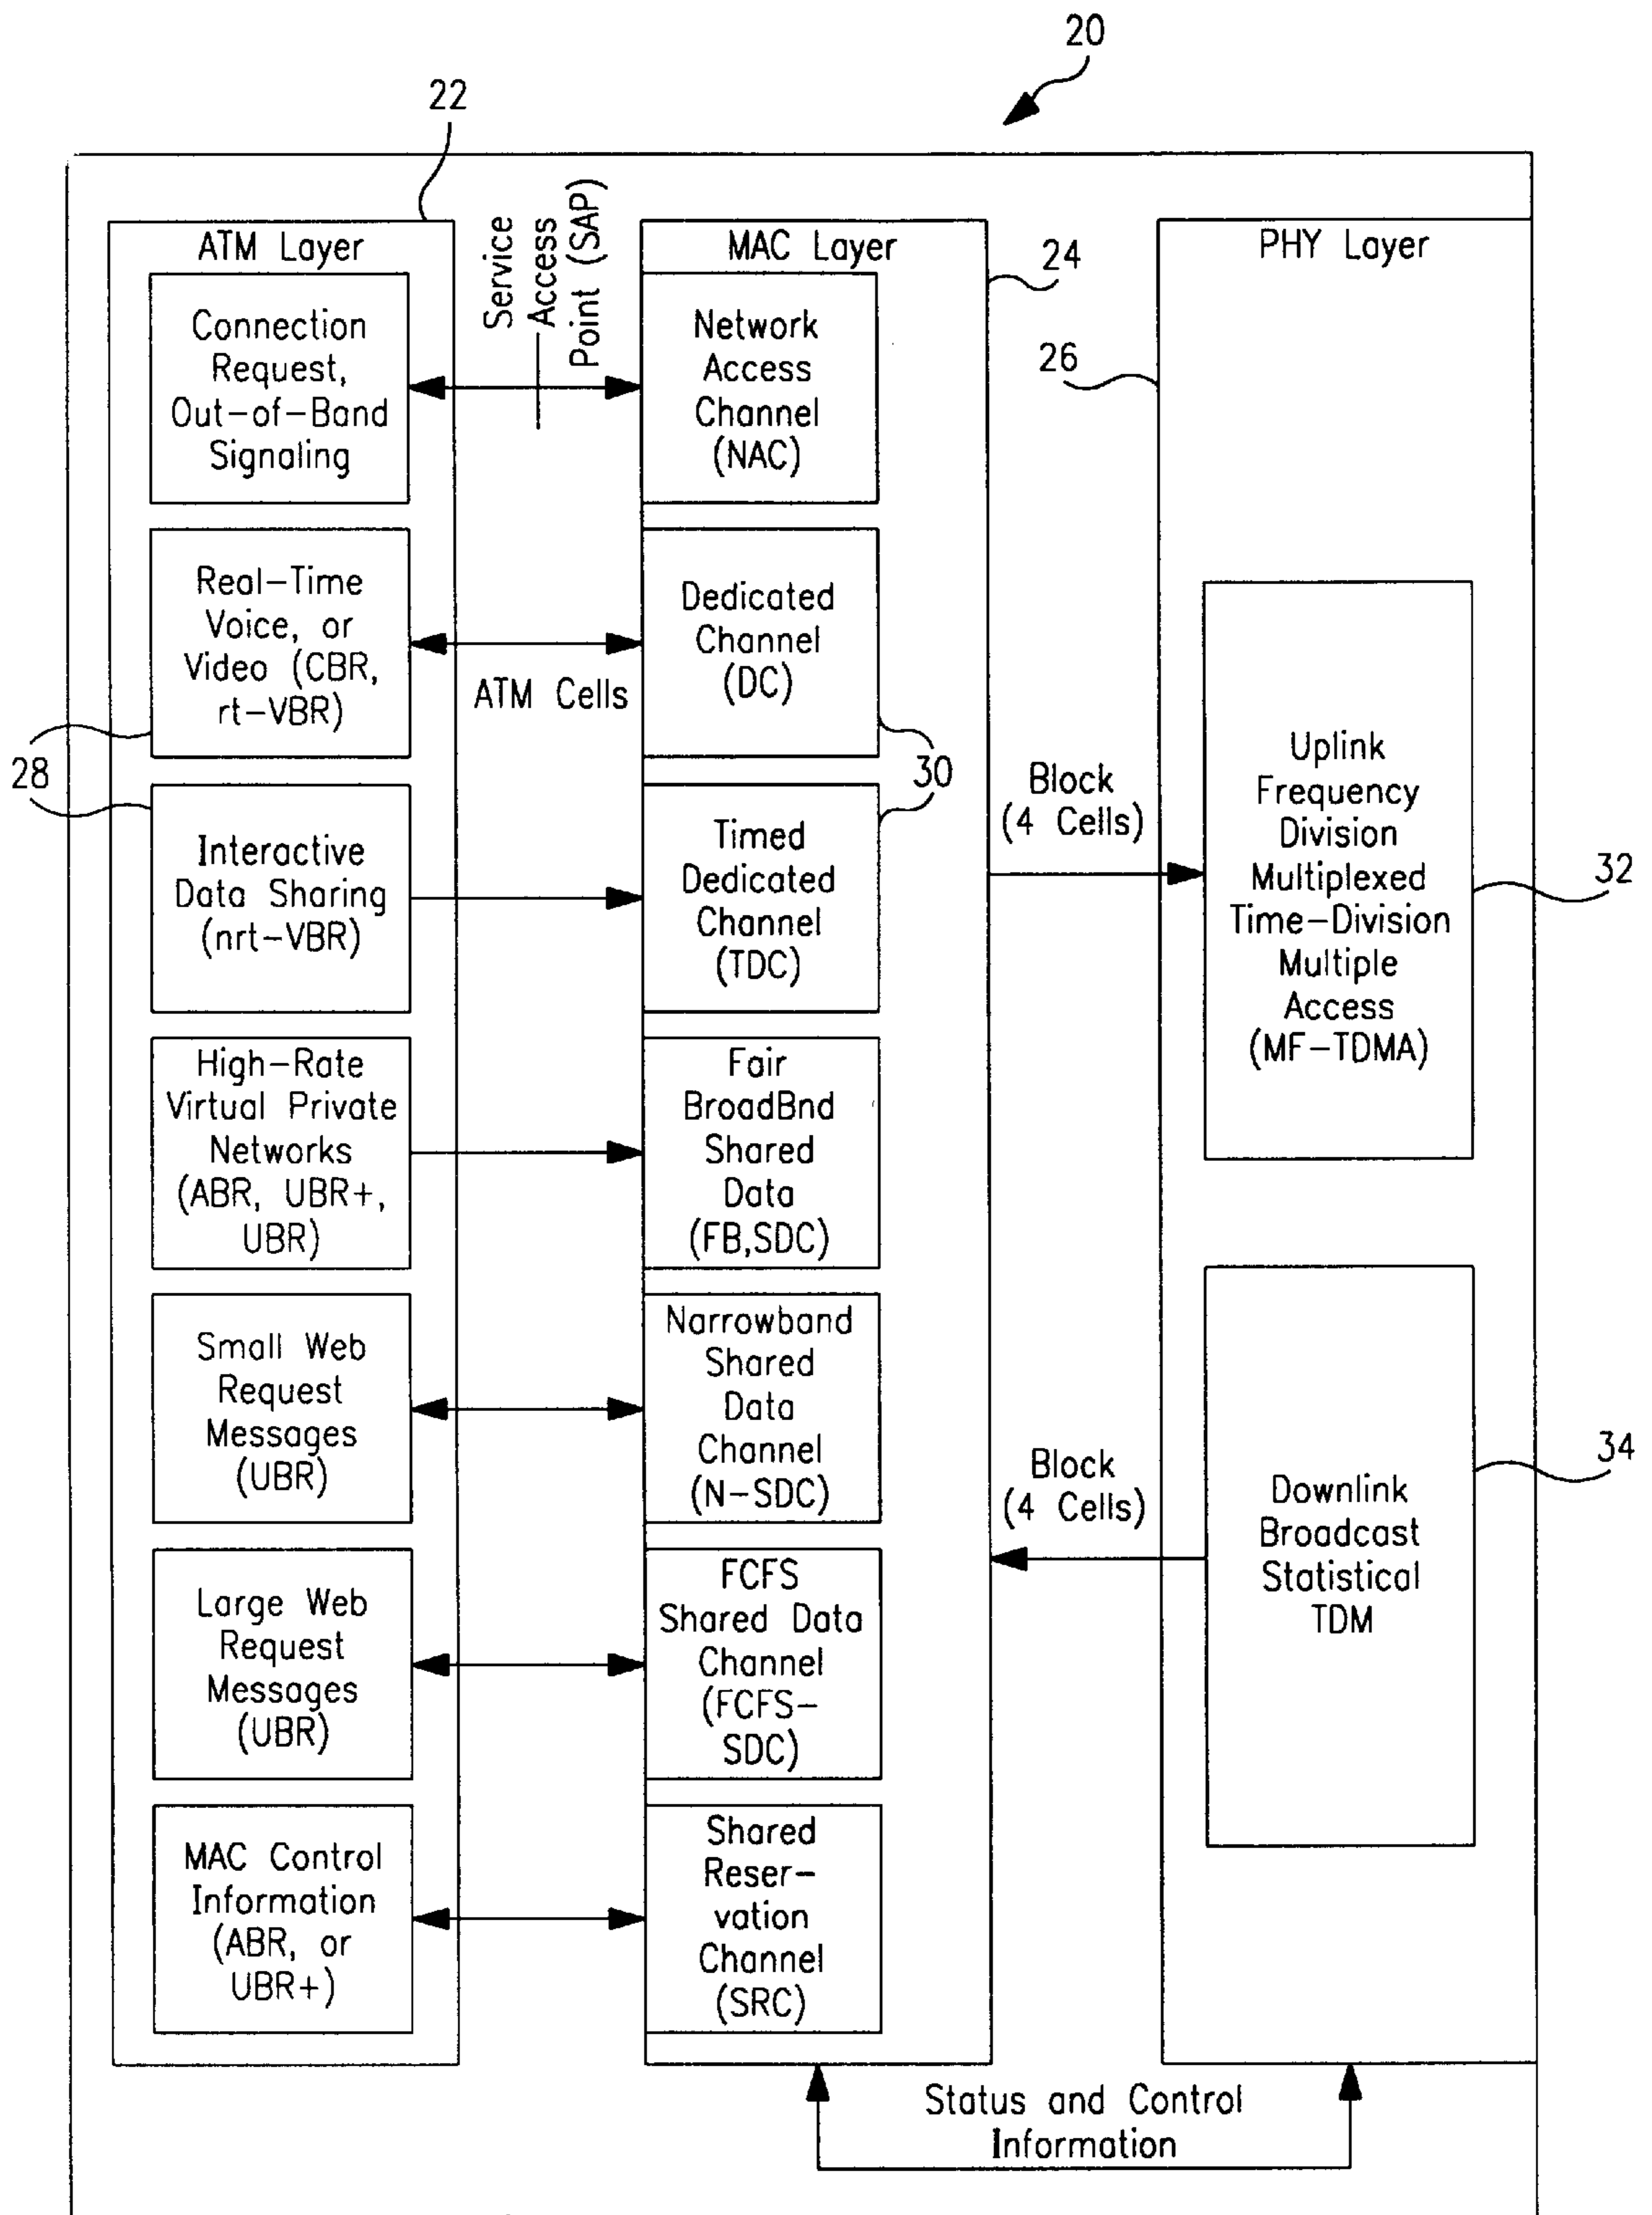 20
22
ATM Layer
Service
Access
Point (SAP)
MAC Layer
24
PHY Layer
26
Connection
Request,
Out-of-Band
Signaling
Network
Access
Channel
(NAC)
Real-Time
Voice, or
Video (CBR,
rt-VBR)
ATM Cells
Dedicated
Channel
(DC)
28
30
Interactive
Data Sharing
(nrt-VBR)
Timed
Dedicated
Channel
(TDC)
Block
(4 Cells)
Uplink
Frequency
Division
Multiplexed
Time-Division
Multiple
Access
(MF-TDMA)
32
High-Rate
Virtual Private
Networks
(ABR, UBR+,
UBR)
Fair
BroadBnd
Shared
Data
(FB,SDC)
Small Web
Request
Messages
(UBR)
Narrowband
Shared
Data
Channel
(N-SDC)
Block
(4 Cells)
Downlink
Broadcast
Statistical
TDM
34
Large Web
Request
Messages
(UBR)
FCFS
Shared Data
Channel
(FCFS-
SDC)
MAC Control
Information
(ABR, or
UBR+)
Shared
Reser-
vation
Channel
(SRC)
Status and Control
Information